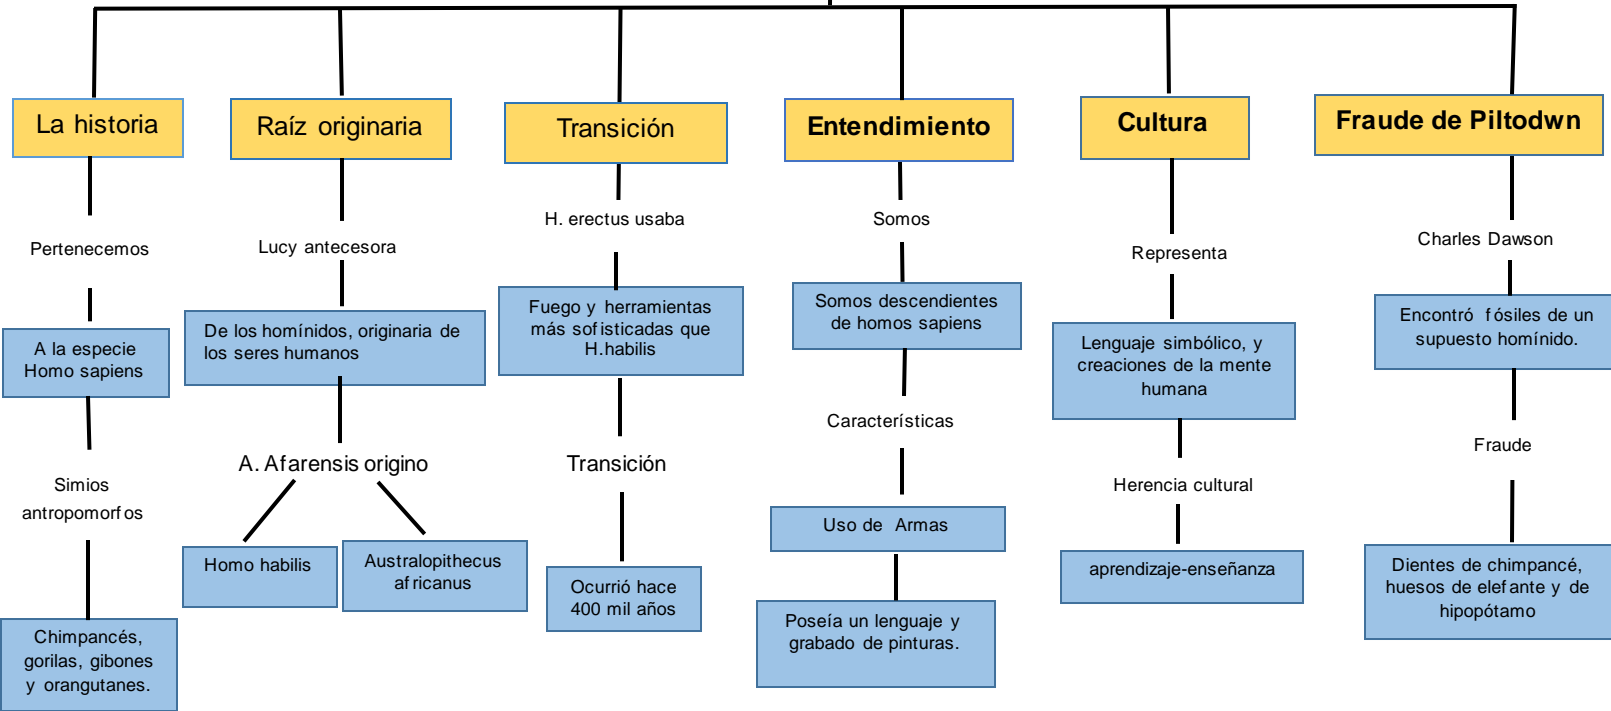 La historia
Pertenecemos
A la especie
Homo sapiens
Simios
antropomorfos
Chimpancés,
gorilas, gibones
y orangutanes.
Raíz originaria
Lucy antecesora
De los homínidos, originaria de
los seres humanos
A. Afarensis origino
Homo habilis
Australopithecus
africanus
Transición
H. erectus usaba
Fuego y herramientas
más sofisticadas que
H.habilis
Transición
Ocurrió hace
400 mil años
Entendimiento
Somos
Somos descendientes
de homos sapiens
Característicais
Uso de Armas
Poseía un lenguaje y
grabado de pinturas.
Cultura
Representa
Lenguaje simbólico, y
creaciones de la mente
humana
Herencia cultural
aprendizaje-enseñanza
Fraude de Piltodwn
Charles Dawson
Encontró fósiles de un
supuesto homínido.
Fraude
Dientes de chimpancé,
huesos de elefante y de
hipopótamo